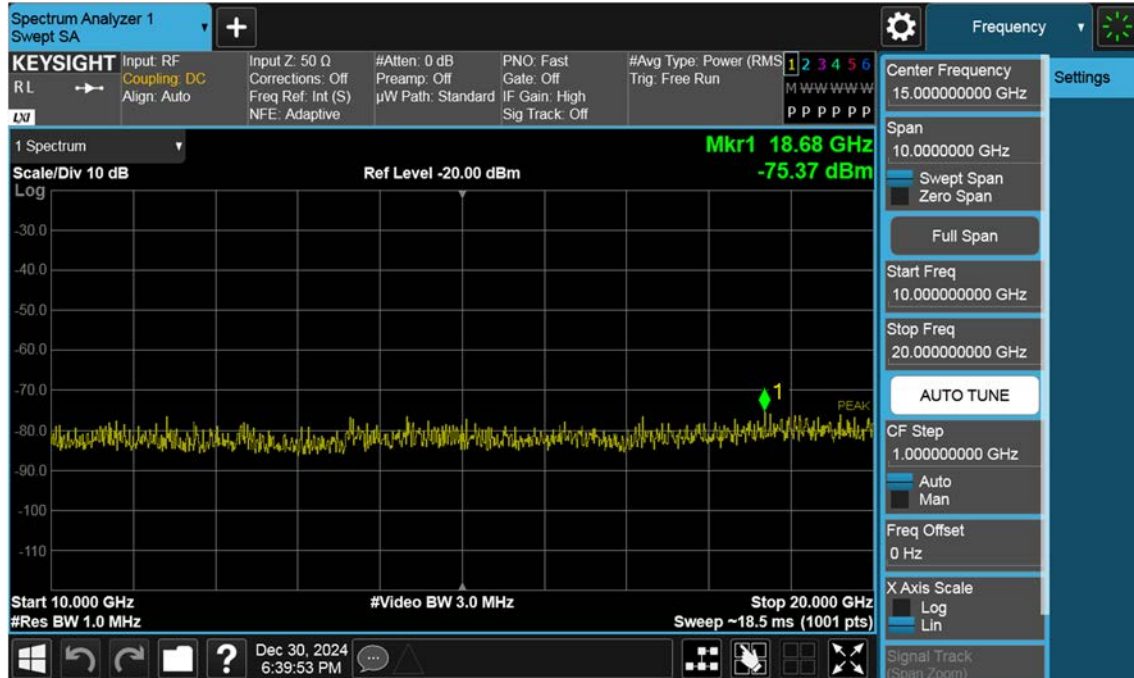 Spectrum Analyzer 1
Swept SA
+
Frequency
KEYSIGHT
R L
LXI
Input: RF
Coupling: DC
Align: Auto
Input Z: 50 Ω
Corrections: Off
Freq Ref: Int (S)
NFE: Adaptive
#Atten: 0 dB
Preamp: Off
µW Path: Standard
PNO: Fast
Gate: Off
IF Gain: High
Sig Track: Off
#Avg Type: Power (RMS
Trig: Free Run
1 2 3 4 5 6
M W W W W W
P P P P P P
1 Spectrum
Scale/Div 10 dB
Ref Level -20.00 dBm
Mkr1 18.68 GHz
-75.37 dBm
Log
-30.0
-40.0
-50.0
-60.0
-70.0
-80.0
-90.0
-100
-110
1
PEAK
Start 10.000 GHz
#Res BW 1.0 MHz
#Video BW 3.0 MHz
Stop 20.000 GHz
Sweep ~18.5 ms (1001 pts)
Center Frequency
15.000000000 GHz
Span
10.0000000 GHz
Swept Span
Zero Span
Full Span
Start Freq
10.000000000 GHz
Stop Freq
20.000000000 GHz
AUTO TUNE
CF Step
1.000000000 GHz
Auto
Man
Freq Offset
0 Hz
X Axis Scale
Log
Lin
Signal Track
(Span Zoom)
Settings
?
Dec 30, 2024
6:39:53 PM